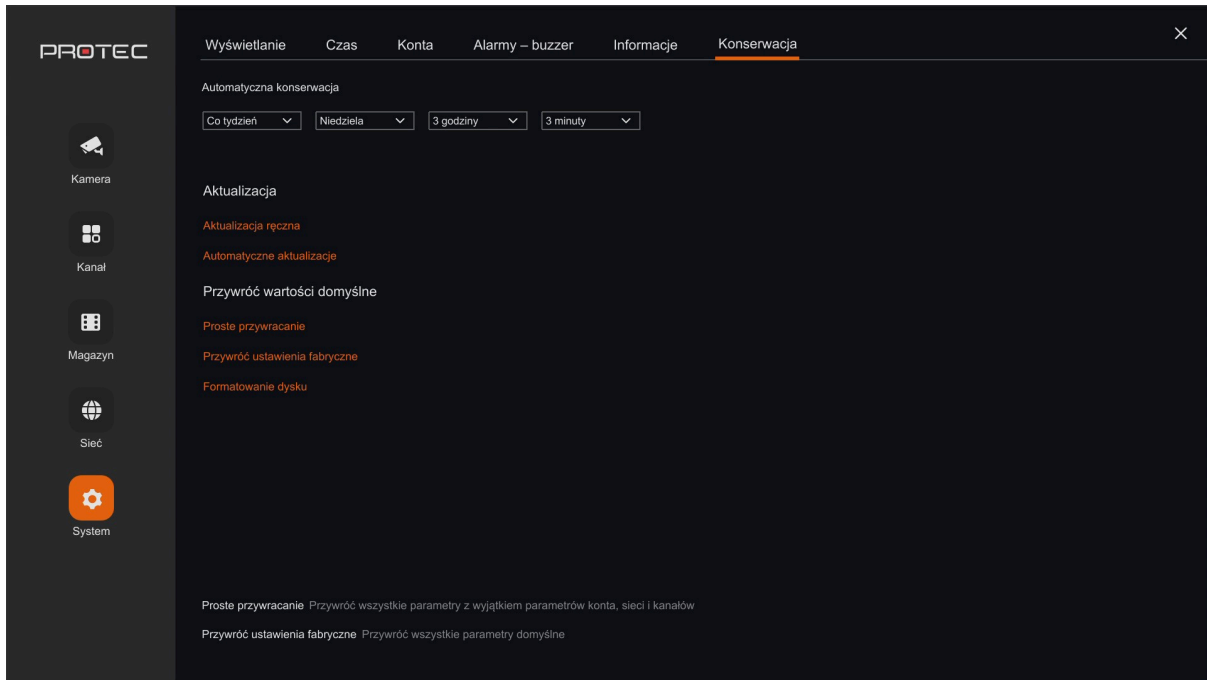 PROTEC
Wyświetlanie Czas Konta Alarmy – buzzer Informacje Konserwacja
Automatyczna konserwacja
Co tydzień Niedziela 3 godziny 3 minuty
Kamera
Kanał
Magazyn
Sieć
System
Aktualizacja
Aktualizacja ręczna
Automatyczne aktualizacje
Przywróć wartości domyślne
Proste przywracanie
Przywróć ustawienia fabryczne
Formatowanie dysku
Proste przywracanie Przywróć wszystkie parametry z wyjątkiem parametrów konta, sieci i kanałów
Przywróć ustawienia fabryczne Przywróć wszystkie parametry domyślne